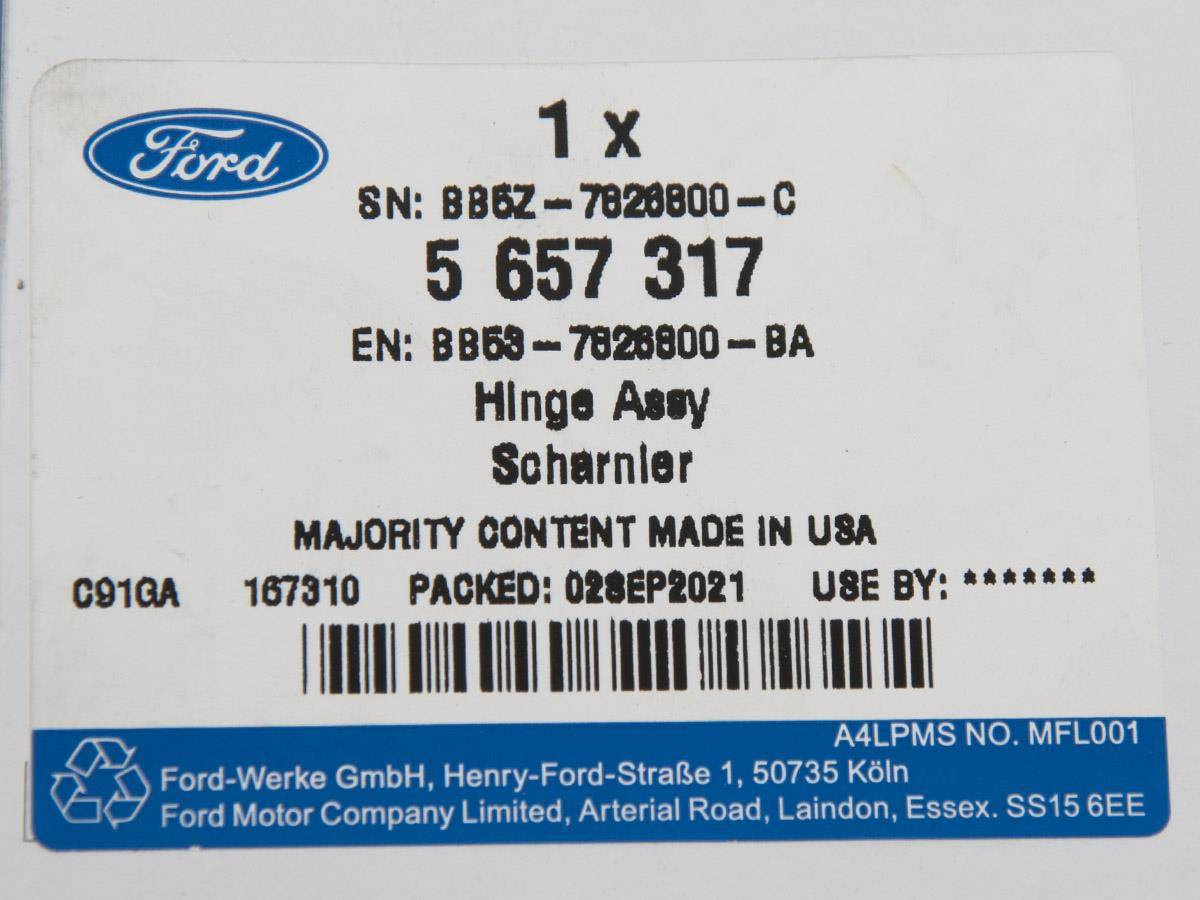 Ford
1 x
SN: BB5Z-7826800-C
5 657 317
EN: BB53-7826800-BA
Hinge Assy
Scharnier
MAJORITY CONTENT MADE IN USA
C91GA 167310 PACKED: 02SEP2021 USE BY: *******
A4LPMS NO. MFL001
Ford-Werke GmbH, Henry-Ford-Straße 1, 50735 Köln
Ford Motor Company Limited, Arterial Road, Laindon, Essex. SS15 6EE